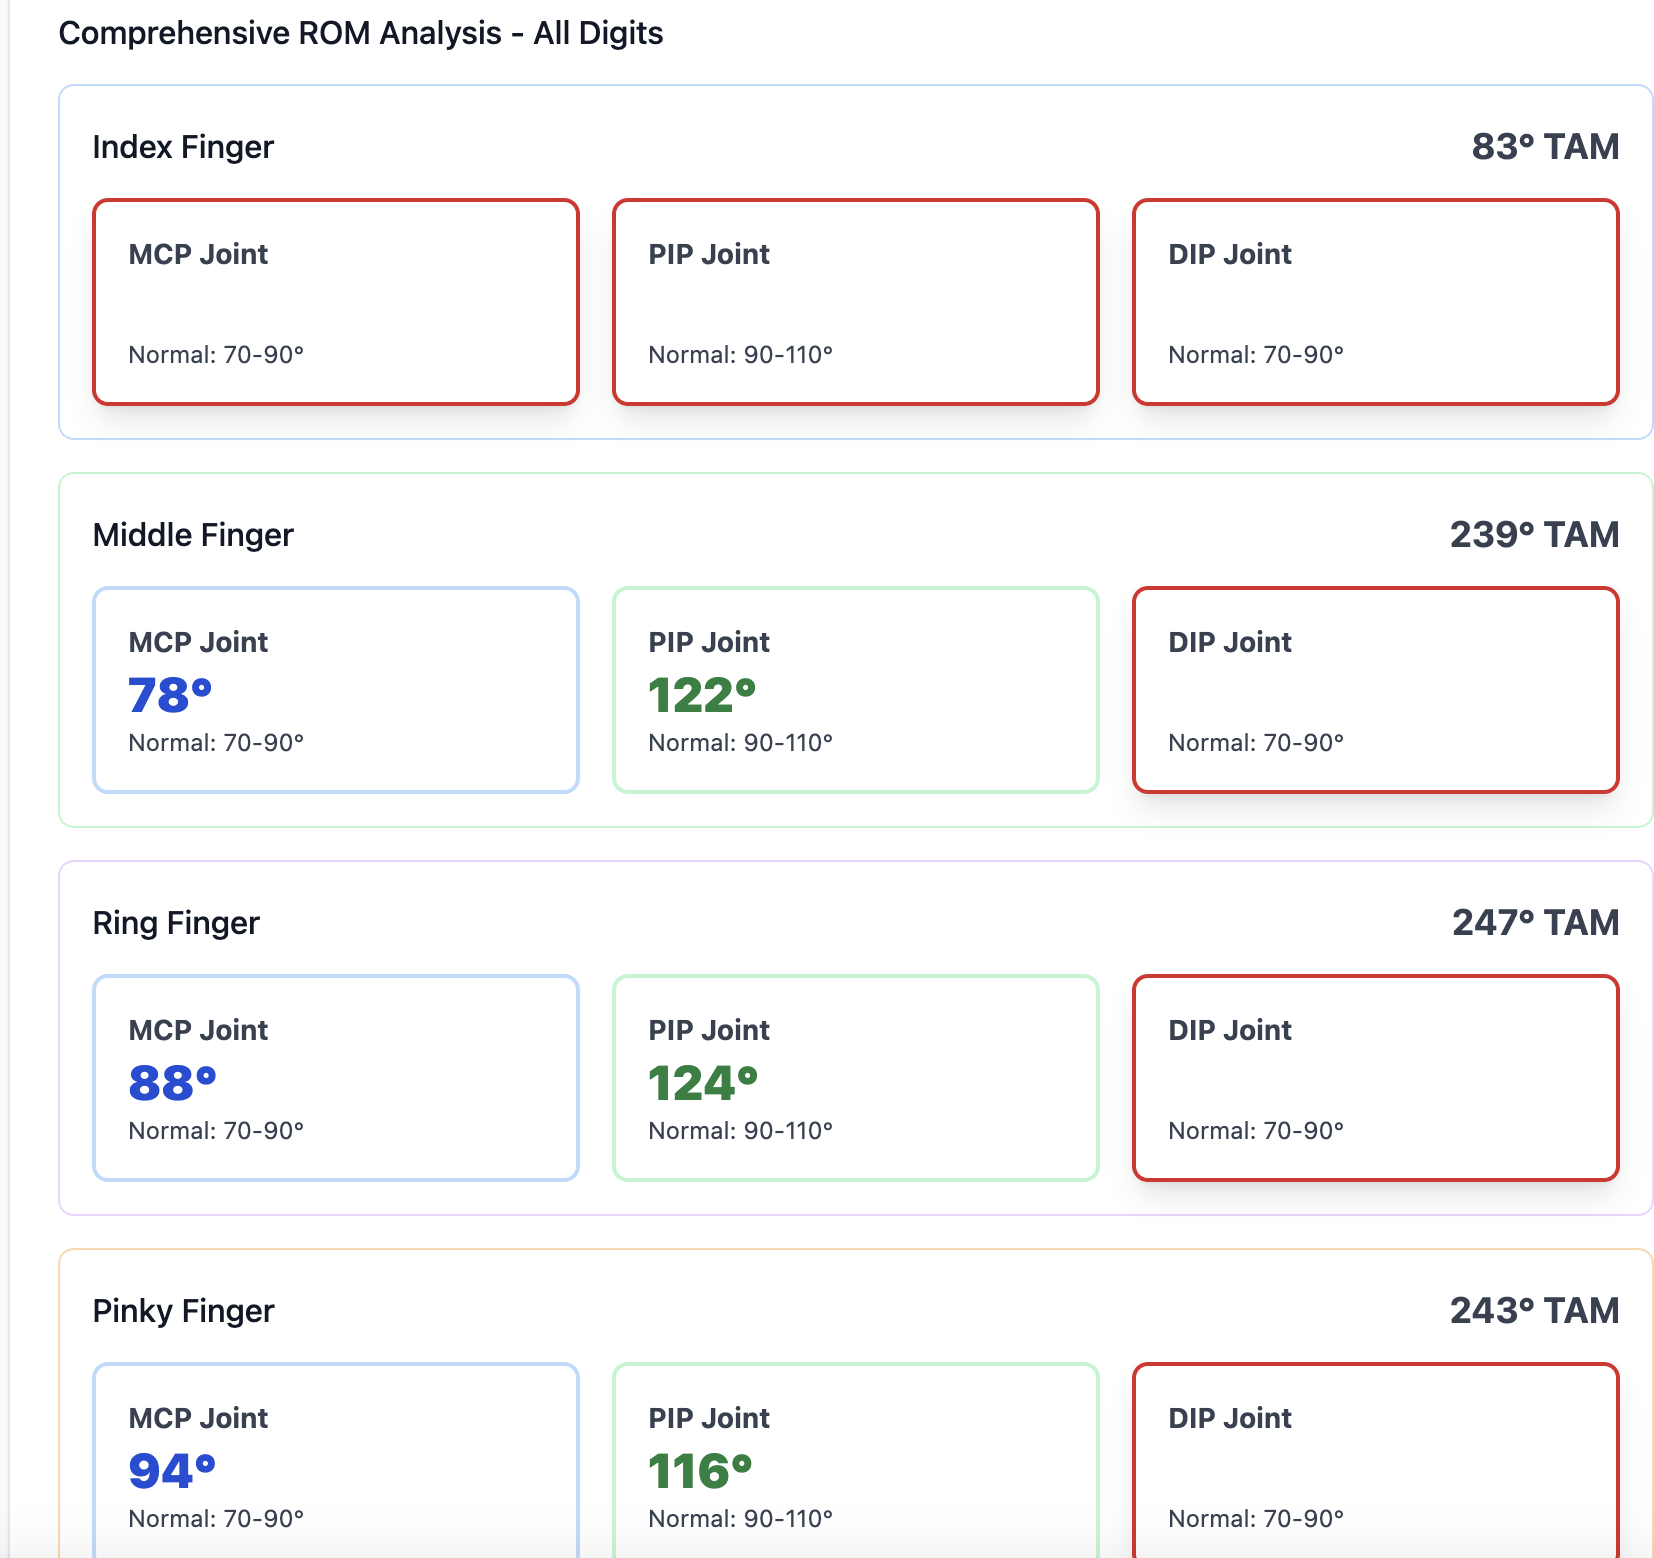 Comprehensive ROM Analysis - All Digits
Index Finger
83° TAM
MCP Joint
Normal: 70-90°
PIP Joint
Normal: 90-110°
DIP Joint
Normal: 70-90°
Middle Finger
239° TAM
MCP Joint
78°
Normal: 70-90°
PIP Joint
122°
Normal: 90-110°
DIP Joint
Normal: 70-90°
Ring Finger
247° TAM
MCP Joint
88°
Normal: 70-90°
PIP Joint
124°
Normal: 90-110°
DIP Joint
Normal: 70-90°
Pinky Finger
243° TAM
MCP Joint
94°
Normal: 70-90°
PIP Joint
116°
Normal: 90-110°
DIP Joint
Normal: 70-90°